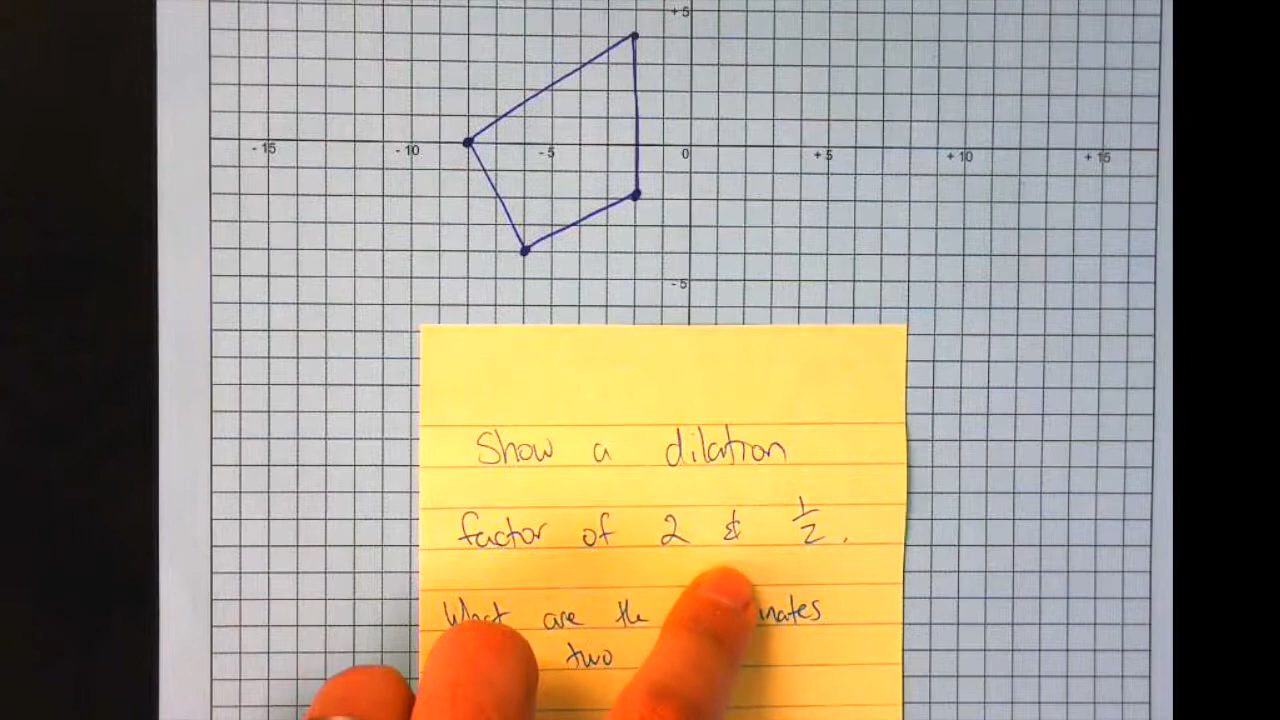 +5
- 15 - 10 -5 0 +5 +10 +15
-5
Show a dilation
factor of 2 & 1/2.
What are the
two